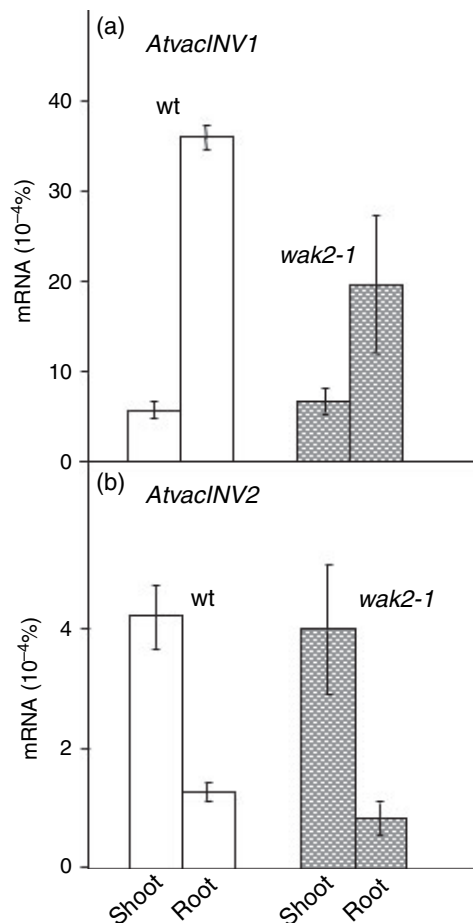 (a)
AtvacINV1
wt
wak2-1
mRNA (10⁻⁴%)
40
30
20
10
0
(b)
AtvacINV2
wt
wak2-1
mRNA (10⁻⁴%)
4
2
0
Shoot Root Shoot Root